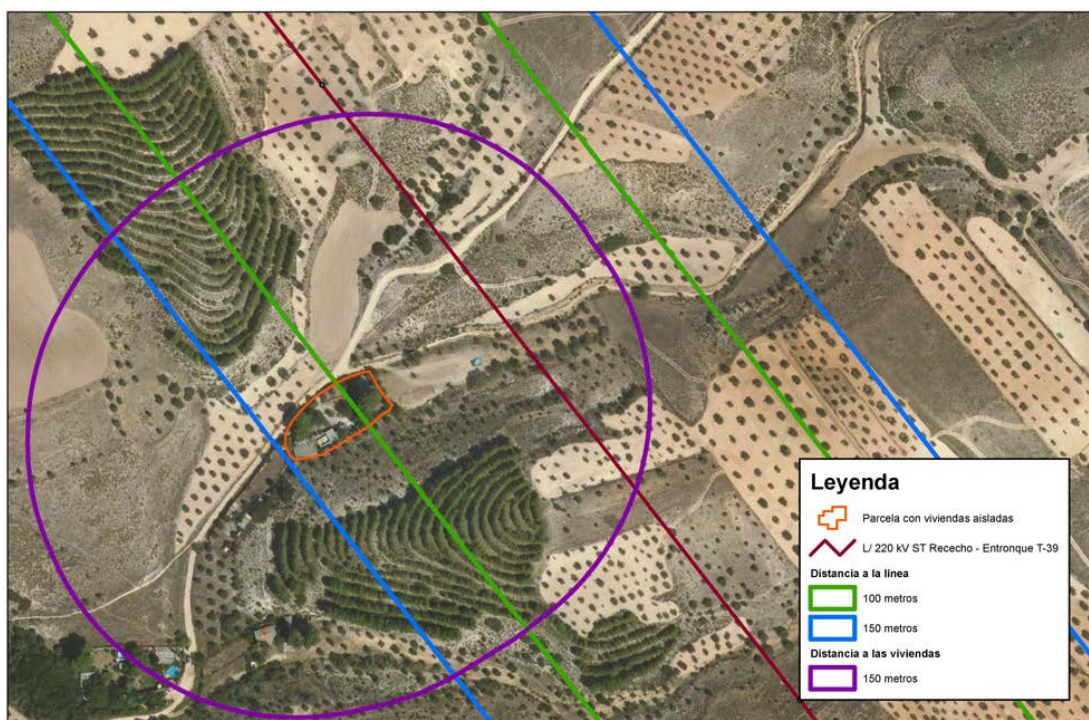 Leyenda
Parcela con viviendas aisladas
L/ 220 kV ST Rececho - Entronque T-39
Distancia a la línea
100 metros
150 metros
Distancia a las viviendas
150 metros